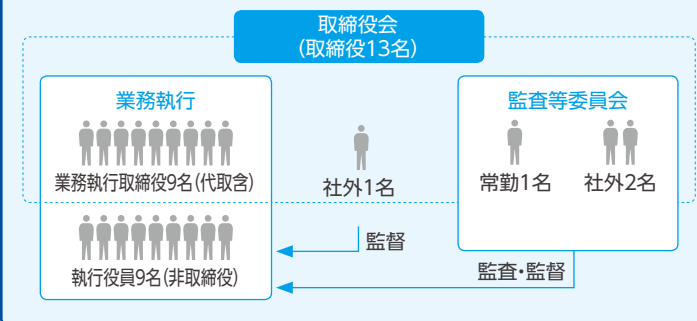 取締役会
(取締役13名)
業務執行
業務執行取締役9名(代取含)
執行役員9名(非取締役)
社外1名
監査等委員会
常勤1名
社外2名
監督
監査・監督